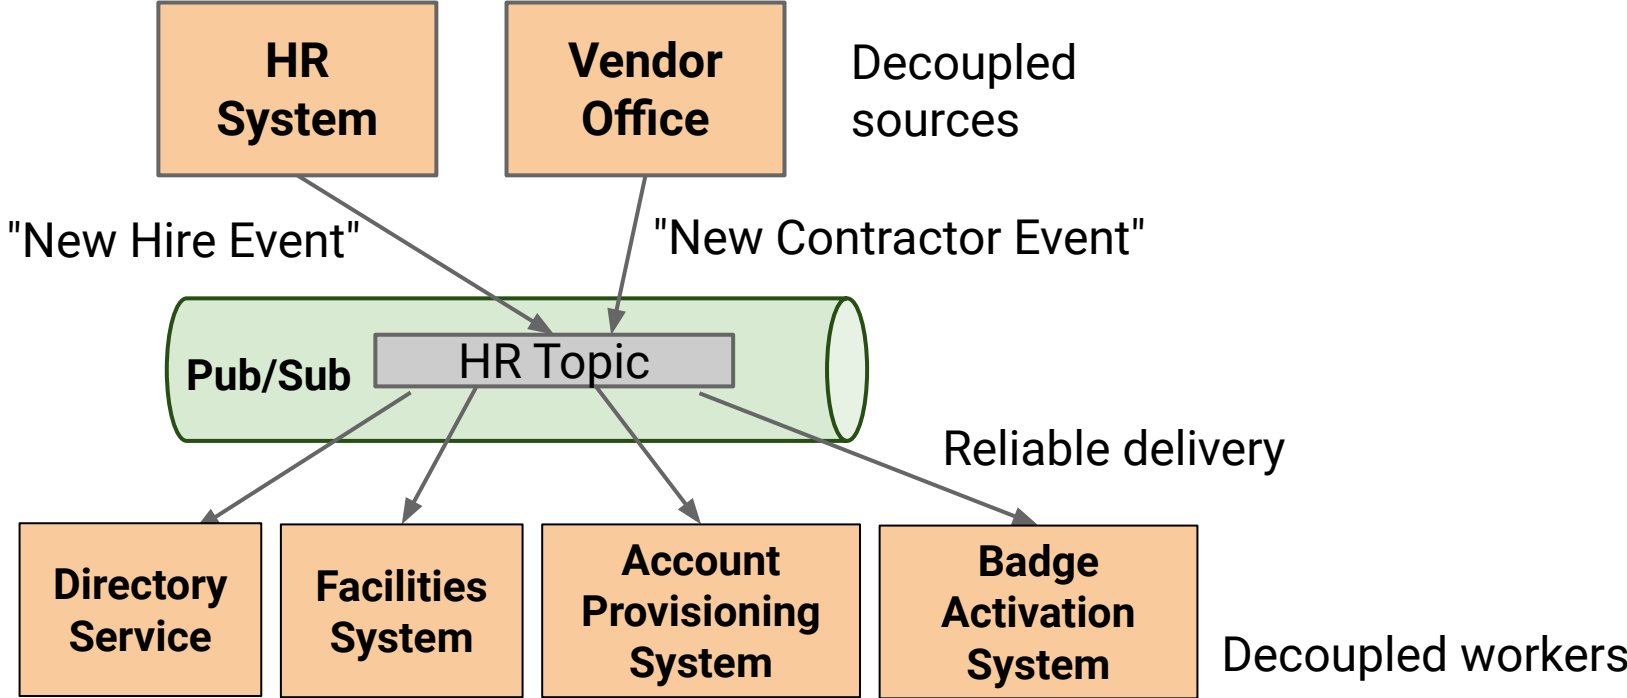 HR
System
Vendor
Office
Decoupled
sources
"New Hire Event"
"New Contractor Event"
Pub/Sub
HR Topic
Reliable delivery
Directory
Service
Facilities
System
Account
Provisioning
System
Badge
Activation
System
Decoupled workers